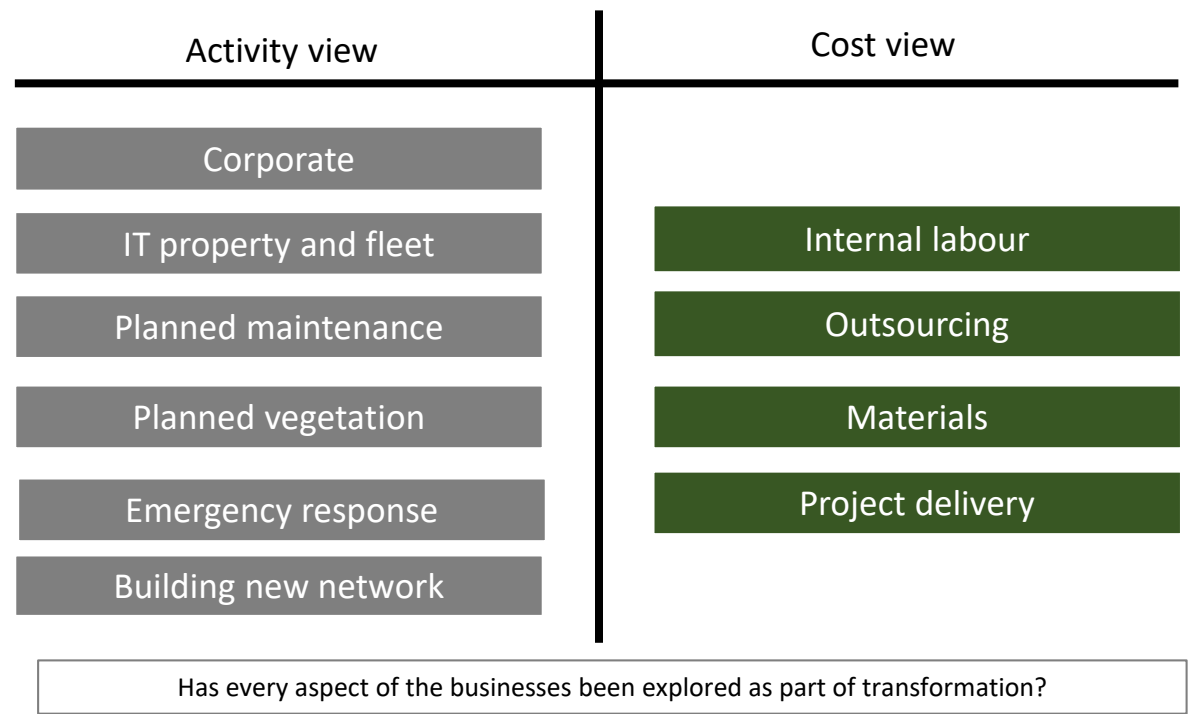 Activity view
Cost view
Corporate
IT property and fleet
Planned maintenance
Planned vegetation
Emergency response
Building new network
Internal labour
Outsourcing
Materials
Project delivery
Has every aspect of the businesses been explored as part of transformation?